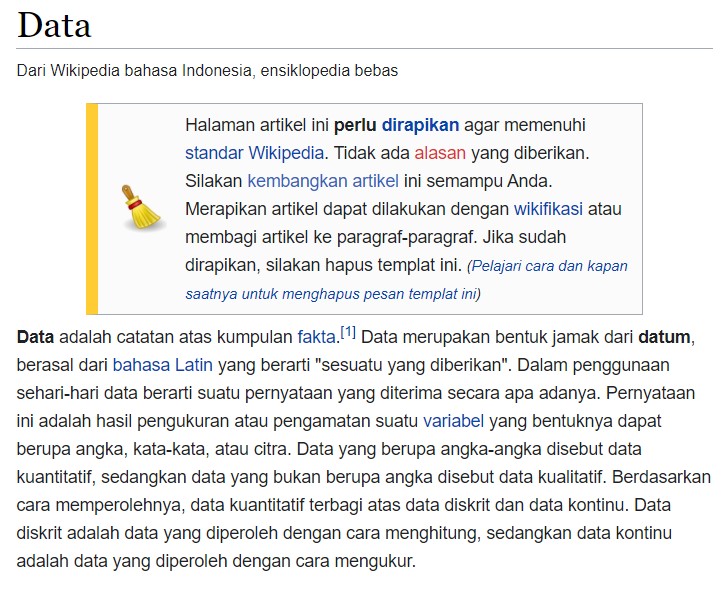 Data
Dari Wikipedia bahasa Indonesia, ensiklopedia bebas
Halaman artikel ini perlu dirapikan agar memenuhi
standar Wikipedia. Tidak ada alasan yang diberikan.
Silakan kembangkan artikel ini semampu Anda.
Merapikan artikel dapat dilakukan dengan wikifikasi atau
membagi artikel ke paragraf-paragraf. Jika sudah
dirapikan, silakan hapus templat ini. (Pelajari cara dan kapan
saatnya untuk menghapus pesan templat ini)
Data adalah catatan atas kumpulan fakta.[1] Data merupakan bentuk jamak dari datum,
berasal dari bahasa Latin yang berarti "sesuatu yang diberikan". Dalam penggunaan
sehari-hari data berarti suatu pernyataan yang diterima secara apa adanya. Pernyataan
ini adalah hasil pengukuran atau pengamatan suatu variabel yang bentuknya dapat
berupa angka, kata-kata, atau citra. Data yang berupa angka-angka disebut data
kuantitatif, sedangkan data yang bukan berupa angka disebut data kualitatif. Berdasarkan
cara memperolehnya, data kuantitatif terbagi atas data diskrit dan data kontinu. Data
diskrit adalah data yang diperoleh dengan cara menghitung, sedangkan data kontinu
adalah data yang diperoleh dengan cara mengukur.